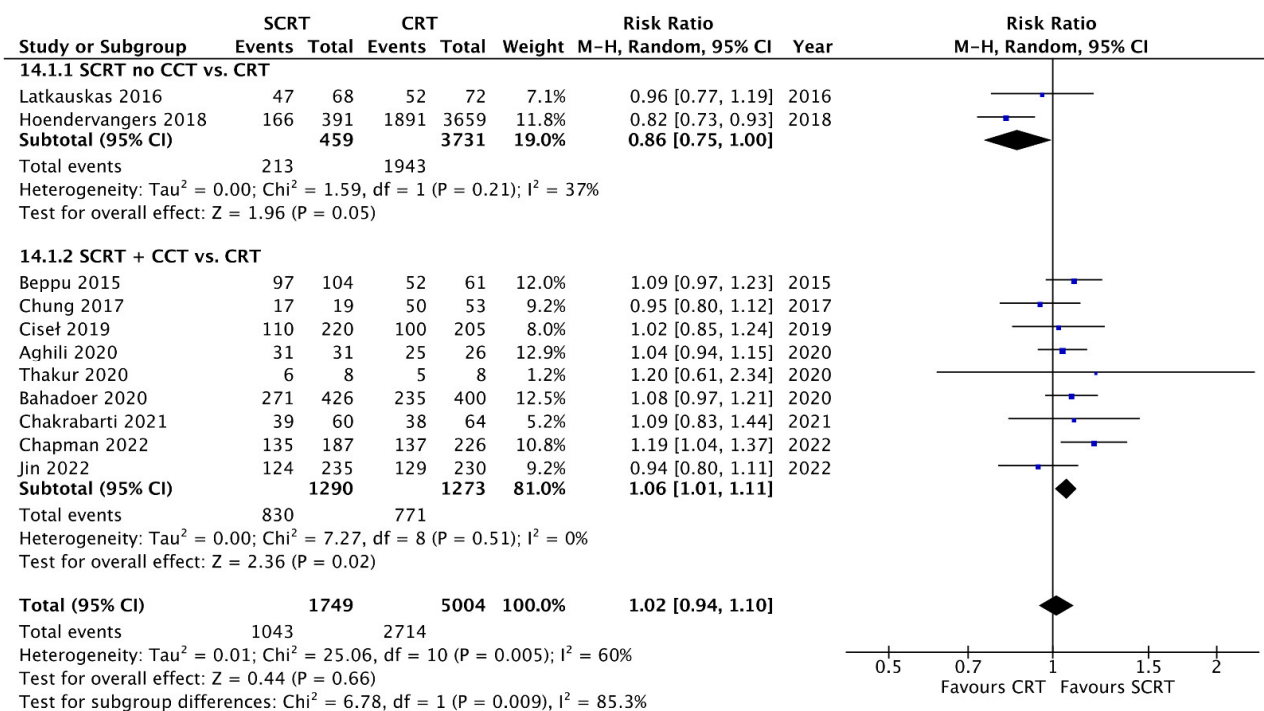 SCRT CRT Risk Ratio Risk Ratio
Study or Subgroup Events Total Events Total Weight M-H, Random, 95% CI Year M-H, Random, 95% CI
14.1.1 SCRT no CCT vs. CRT
Latkauskas 2016 47 68 52 72 7.1% 0.96 [0.77, 1.19] 2016
Hoendervangers 2018 166 391 1891 3659 11.8% 0.82 [0.73, 0.93] 2018
Subtotal (95% CI) 459 3731 19.0% 0.86 [0.75, 1.00]
Total events 213 1943
Heterogeneity: Tau² = 0.00; Chi² = 1.59, df = 1 (P = 0.21); I² = 37%
Test for overall effect: Z = 1.96 (P = 0.05)
14.1.2 SCRT + CCT vs. CRT
Beppu 2015 97 104 52 61 12.0% 1.09 [0.97, 1.23] 2015
Chung 2017 17 19 50 53 9.2% 0.95 [0.80, 1.12] 2017
Ciseł 2019 110 220 100 205 8.0% 1.02 [0.85, 1.24] 2019
Aghili 2020 31 31 25 26 12.9% 1.04 [0.94, 1.15] 2020
Thakur 2020 6 8 5 8 1.2% 1.20 [0.61, 2.34] 2020
Bahadoer 2020 271 426 235 400 12.5% 1.08 [0.97, 1.21] 2020
Chakrabarti 2021 39 60 38 64 5.2% 1.09 [0.83, 1.44] 2021
Chapman 2022 135 187 137 226 10.8% 1.19 [1.04, 1.37] 2022
Jin 2022 124 235 129 230 9.2% 0.94 [0.80, 1.11] 2022
Subtotal (95% CI) 1290 1273 81.0% 1.06 [1.01, 1.11]
Total events 830 771
Heterogeneity: Tau² = 0.00; Chi² = 7.27, df = 8 (P = 0.51); I² = 0%
Test for overall effect: Z = 2.36 (P = 0.02)
Total (95% CI) 1749 5004 100.0% 1.02 [0.94, 1.10]
Total events 1043 2714
Heterogeneity: Tau² = 0.01; Chi² = 25.06, df = 10 (P = 0.005); I² = 60%
Test for overall effect: Z = 0.44 (P = 0.66)
Test for subgroup differences: Chi² = 6.78, df = 1 (P = 0.009), I² = 85.3%
0.5 0.7 1 1.5 2
Favours CRT Favours SCRT